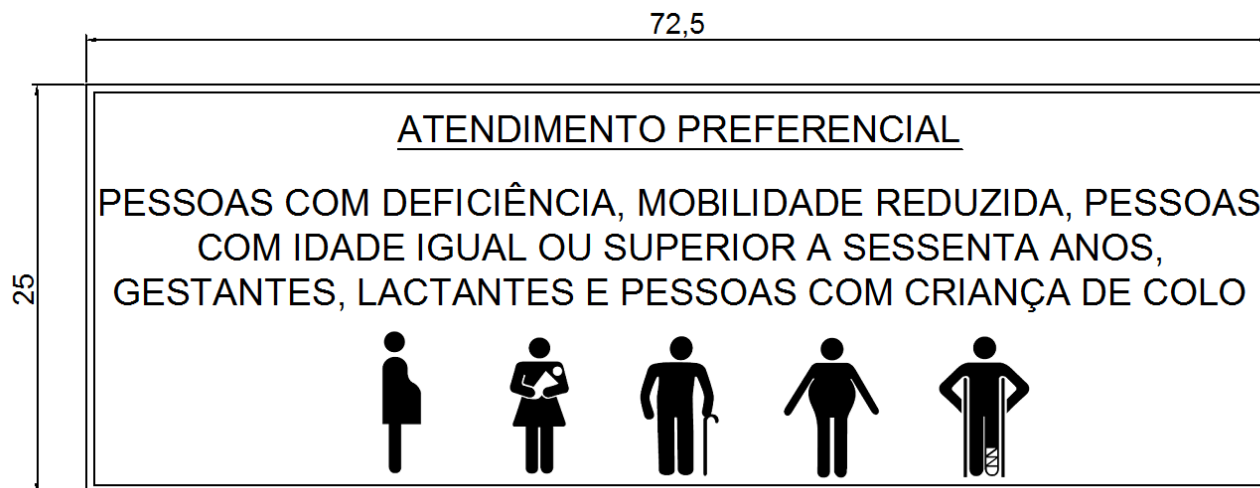 72,5
25
ATENDIMENTO PREFERENCIAL
PESSOAS COM DEFICIÊNCIA, MOBILIDADE REDUZIDA, PESSOAS
COM IDADE IGUAL OU SUPERIOR A SESSENTA ANOS,
GESTANTES, LACTANTES E PESSOAS COM CRIANÇA DE COLO